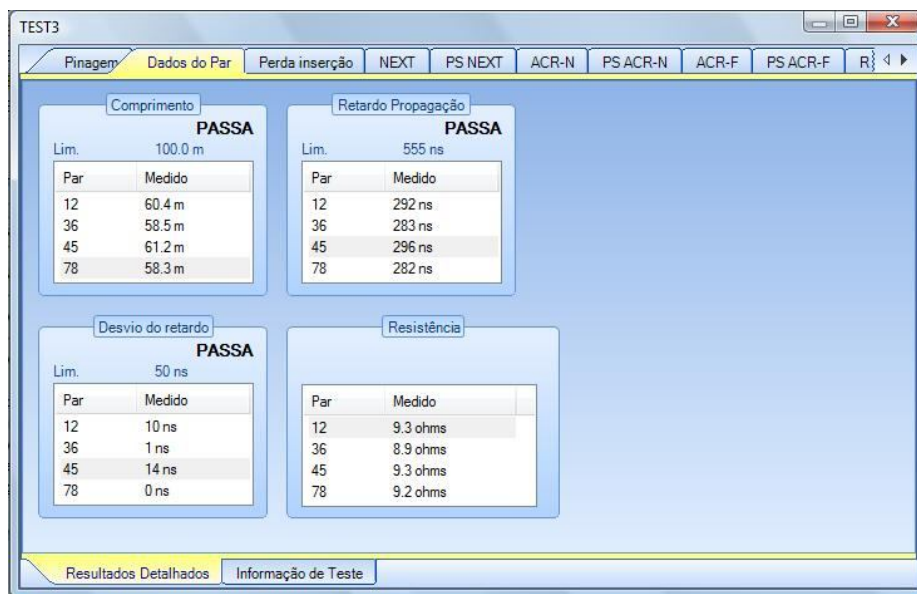 TEST3
Pinagem Dados do Par Perda inserção NEXT PS NEXT ACR-N PS ACR-N ACR-F PS ACR-F R
Comprimento
PASSA
Lim. 100.0 m
Par Medido
12 60.4 m
36 58.5 m
45 61.2 m
78 58.3 m
Retardo Propagação
PASSA
Lim. 555 ns
Par Medido
12 292 ns
36 283 ns
45 296 ns
78 282 ns
Desvio do retardo
PASSA
Lim. 50 ns
Par Medido
12 10 ns
36 1 ns
45 14 ns
78 0 ns
Resistência
Par Medido
12 9.3 ohms
36 8.9 ohms
45 9.3 ohms
78 9.2 ohms
Resultados Detalhados Informação de Teste